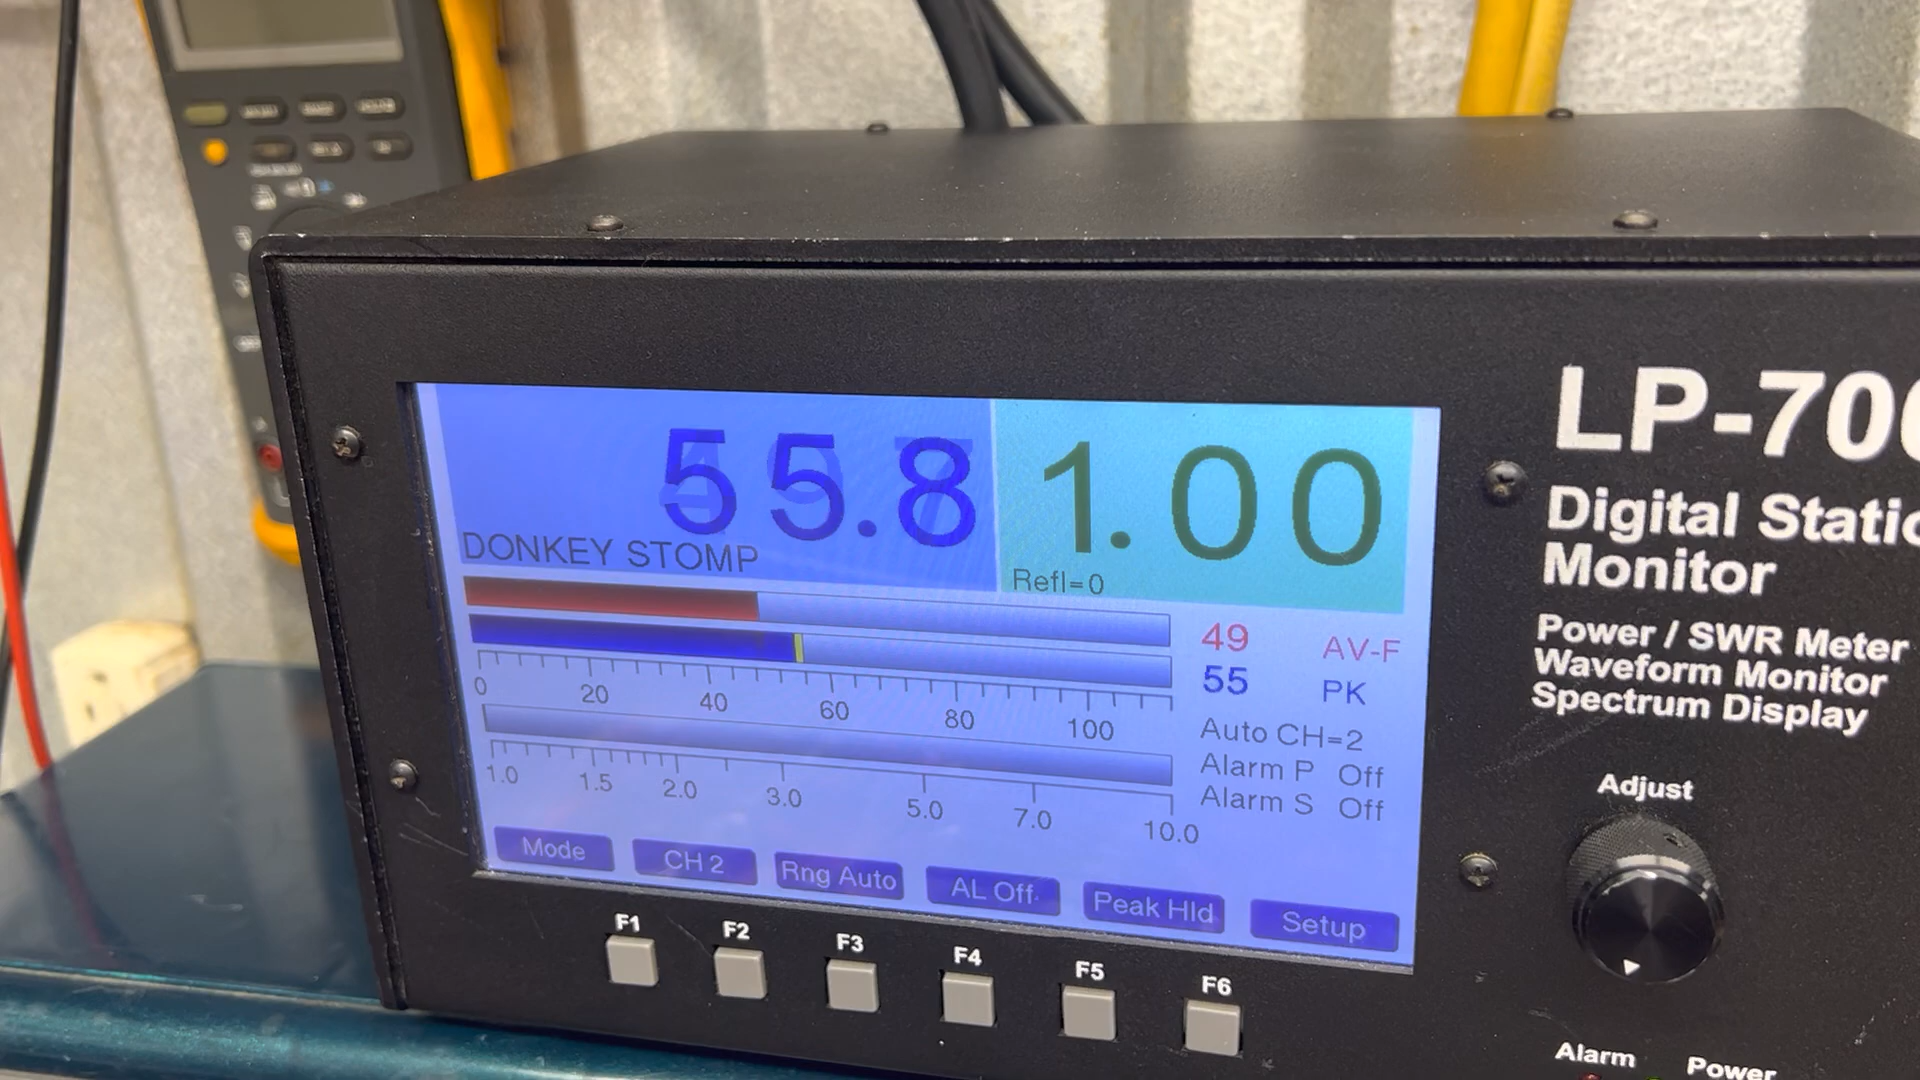 LP-700
Digital Static
Monitor
Power / SWR Meter
Waveform Monitor
Spectrum Display
55.8
1.00
DONKEY STOMP
Refl=0
49 AV-F
55 PK
0 20 40 60 80 100
Auto CH=2
Alarm P Off
Alarm S Off
1.0 1.5 2.0 3.0 5.0 7.0 10.0
Mode CH 2 Rng Auto AL Off Peak Hld Setup
F1 F2 F3 F4 F5 F6
Adjust
Alarm Power